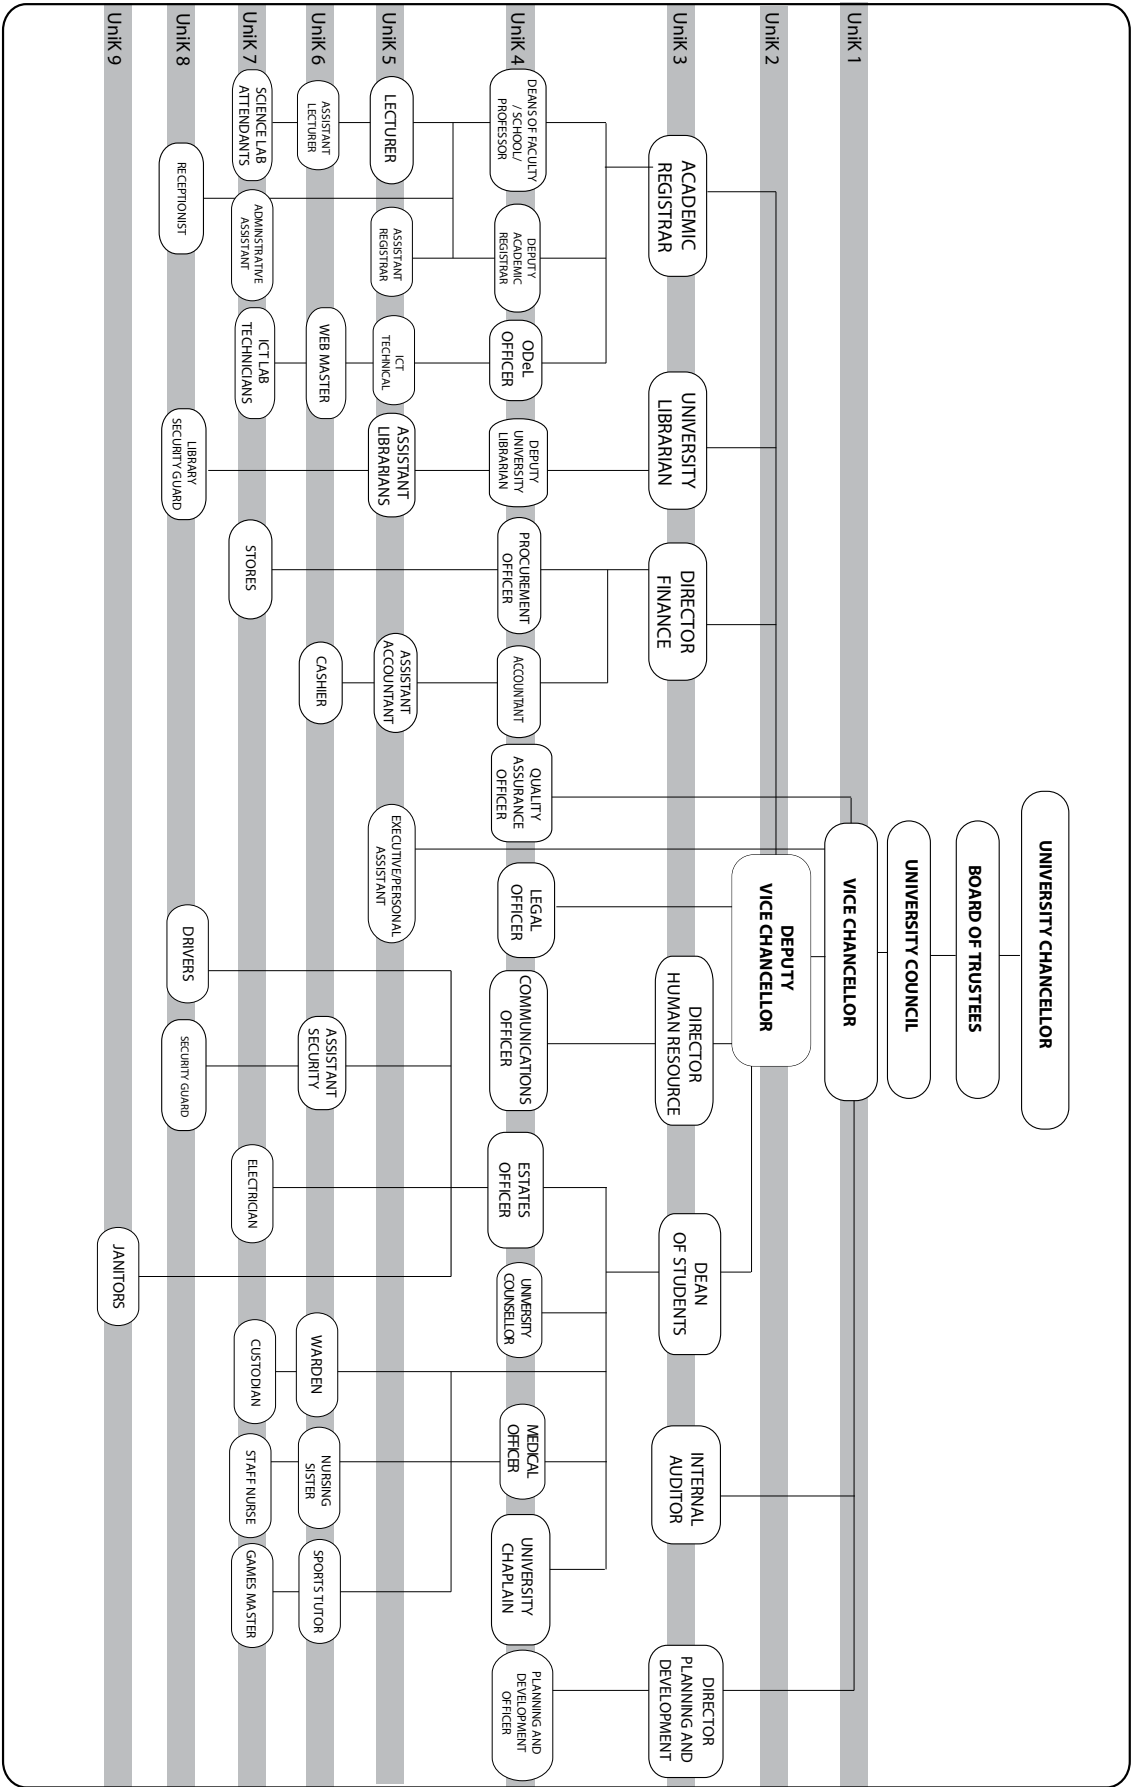 UNIVERSITY CHANCELLOR
BOARD OF TRUSTEES
UNIVERSITY COUNCIL
UniK 1
VICE CHANCELLOR
UniK 2
DEPUTY
VICE CHANCELLOR
UniK 3
ACADEMIC
REGISTRAR
UNIVERSITY
LIBRARIAN
DIRECTOR
FINANCE
DIRECTOR
HUMAN RESOURCE
DEAN
OF STUDENTS
INTERNAL
AUDITOR
DIRECTOR
PLANNING AND
DEVELOPMENT
UniK 4
DEANS OF FACULTY
/ SCHOOL/
PROFESSOR
DEPUTY
ACADEMIC
REGISTRAR
ODeL
OFFICER
DEPUTY
UNIVERSITY
LIBRARIAN
PROCUREMENT
OFFICER
ACCOUNTANT
QUALITY
ASSURANCE
OFFICER
LEGAL
OFFICER
COMMUNICATIONS
OFFICER
ESTATES
OFFICER
UNIVERSITY
COUNSELLOR
MEDICAL
OFFICER
UNIVERSITY
CHAPLAIN
PLANNING AND
DEVELOPMENT
OFFICER
UniK 5
LECTURER
ASSISTANT
REGISTRAR
ICT
TECHNICAL
ASSISTANT
LIBRARIANS
ASSISTANT
ACCOUNTANT
EXECUTIVE/PERSONAL
ASSISTANT
UniK 6
ASSISTANT
LECTURER
WEB MASTER
CASHIER
ASSISTANT
SECURITY
WARDEN
NURSING
SISTER
SPORTS TUTOR
UniK 7
SCIENCE LAB
ATTENDANTS
ADMINSTRATIVE
ASSISTANT
ICT LAB
TECHNICIANS
STORES
ELECTRICIAN
CUSTODIAN
STAFF NURSE
GAMES MASTER
UniK 8
RECEPTIONIST
LIBRARY
SECURITY GUARD
DRIVERS
SECURITY GUARD
UniK 9
JANITORS